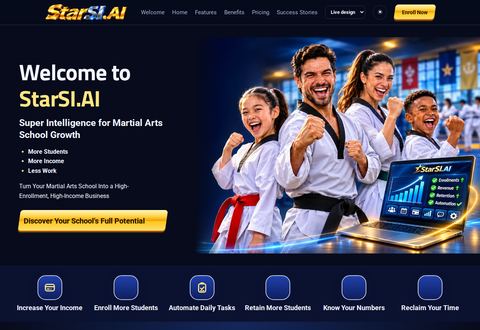 StarSI.AI
Welcome
Home
Features
Benefits
Pricing
Success Stories
Live design
Enroll Now
Welcome to
StarSI.AI
Super Intelligence for Martial Arts
School Growth
• More Students
• More Income
• Less Work
Turn Your Martial Arts School Into a High-
Enrollment, High-Income Business
Discover Your School's Full Potential
StarSI.AI
Enrollments
Revenue
Retention
Automation
Increase Your Income
Enroll More Students
Automate Daily Tasks
Retain More Students
Know Your Numbers
Reclaim Your Time